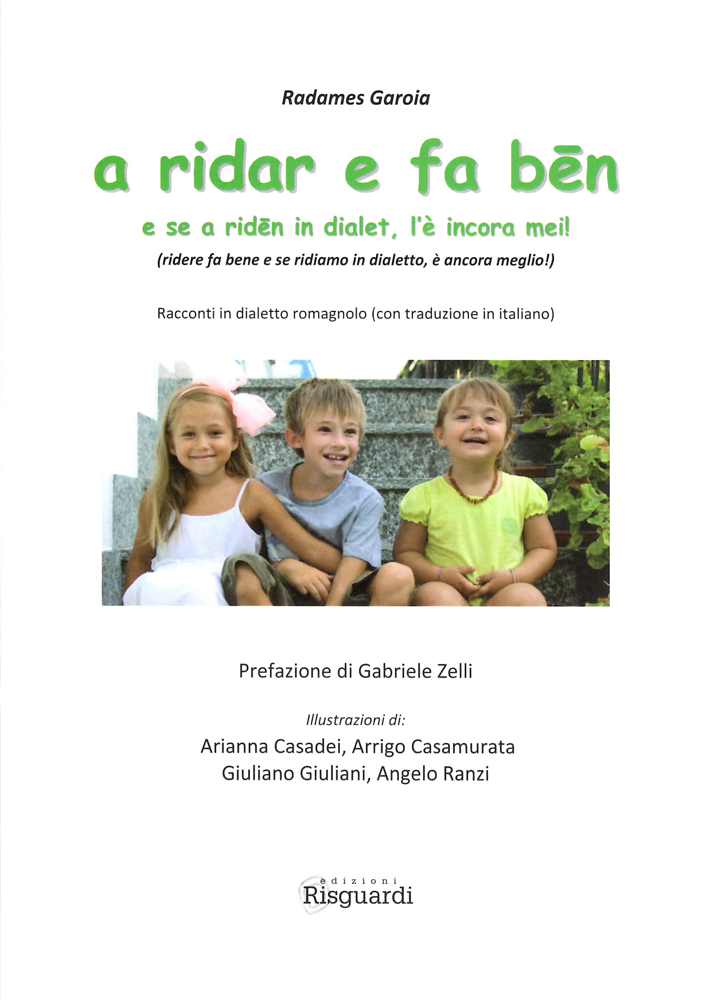 Radames Garoia
a ridar e fa bēn
e se a ridēn in dialet, l'è incora mei!
(ridere fa bene e se ridiamo in dialetto, è ancora meglio!)
Racconti in dialetto romagnolo (con traduzione in italiano)
Prefazione di Gabriele Zelli
Illustrazioni di:
Arianna Casadei, Arrigo Casamurata
Giuliano Giuliani, Angelo Ranzi
edizioni
Risguardi